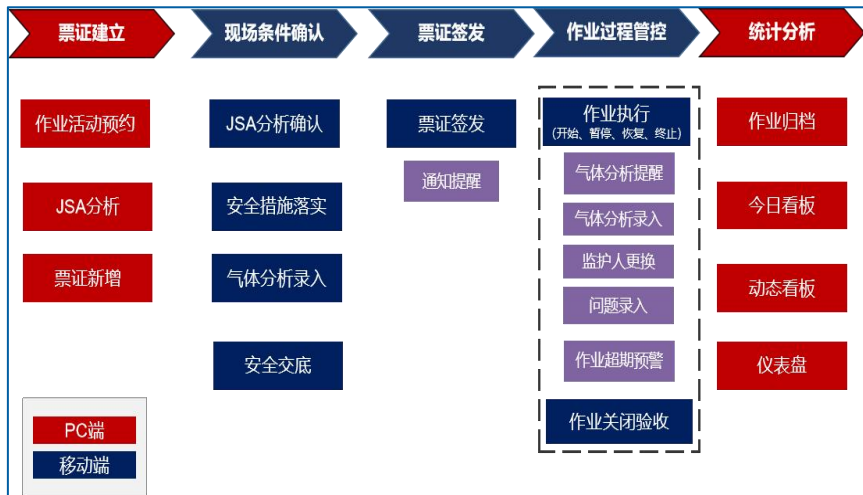 票证建立
现场条件确认
票证签发
作业过程管控
统计分析
作业活动预约
JSA分析
票证新增
PC端
移动端
JSA分析确认
安全措施落实
气体分析录入
安全交底
票证签发
通知提醒
作业执行
(开始、暂停、恢复、终止)
气体分析提醒
气体分析录入
监护人更换
问题录入
作业超期预警
作业关闭验收
作业归档
今日看板
动态看板
仪表盘